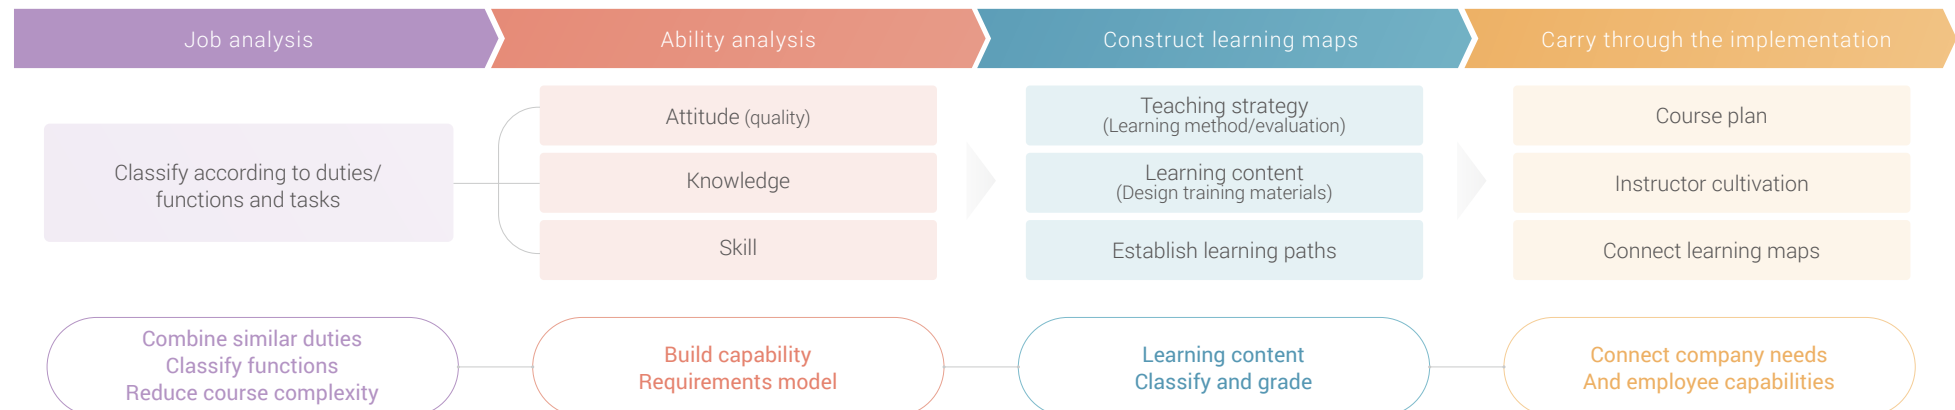 Job analysis
Ability analysis
Construct learning maps
Carry through the implementation
Classify according to duties/
functions and tasks
Attitude (quality)
Knowledge
Skill
Teaching strategy
(Learning method/evaluation)
Learning content
(Design training materials)
Establish learning paths
Course plan
Instructor cultivation
Connect learning maps
Combine similar duties
Classify functions
Reduce course complexity
Build capability
Requirements model
Learning content
Classify and grade
Connect company needs
And employee capabilities